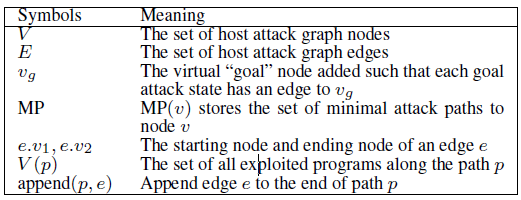 Symbols Meaning
V The set of host attack graph nodes
E The set of host attack graph edges
v_g The virtual “goal” node added such that each goal
attack state has an edge to v_g
MP MP(v) stores the set of minimal attack paths to
node v
e.v1, e.v2 The starting node and ending node of an edge e
V(p) The set of all exploited programs along the path p
append(p, e) Append edge e to the end of path p